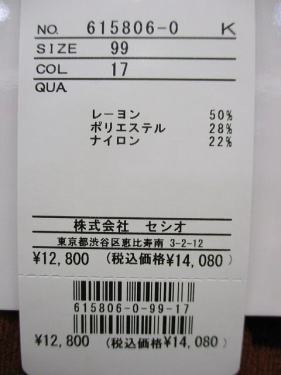 NO. 615806-0 K
SIZE 99
COL 17
QUA
レーヨン 50%
ポリエステル 28%
ナイロン 22%
株式会社 セシオ
東京都渋谷区恵比寿南 3-2-12
¥12,800 (税込価格¥14,080)
615806-0-99-17
¥12,800 (税込価格¥14,080)